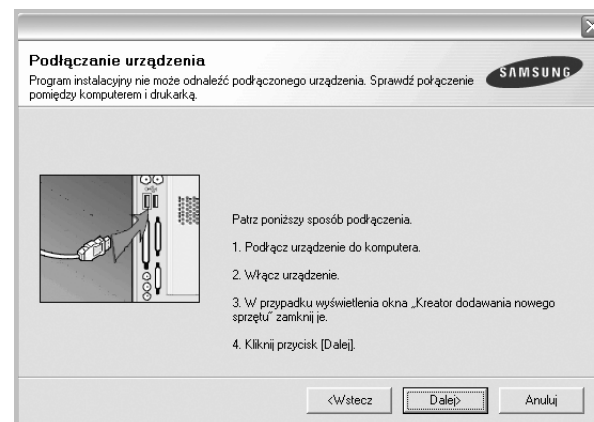 Podłączanie urządzenia
Program instalacyjny nie może odnaleźć podłączonego urządzenia. Sprawdź połączenie
pomiędzy komputerem i drukarką.
SAMSUNG
Patrz poniższy sposób podłączenia.
1. Podłącz urządzenie do komputera.
2. Włącz urządzenie.
3. W przypadku wyświetlenia okna „Kreator dodawania nowego
sprzętu” zamknij je.
4. Kliknij przycisk [Dalej].
<Wstecz
Dalej>
Anuluj